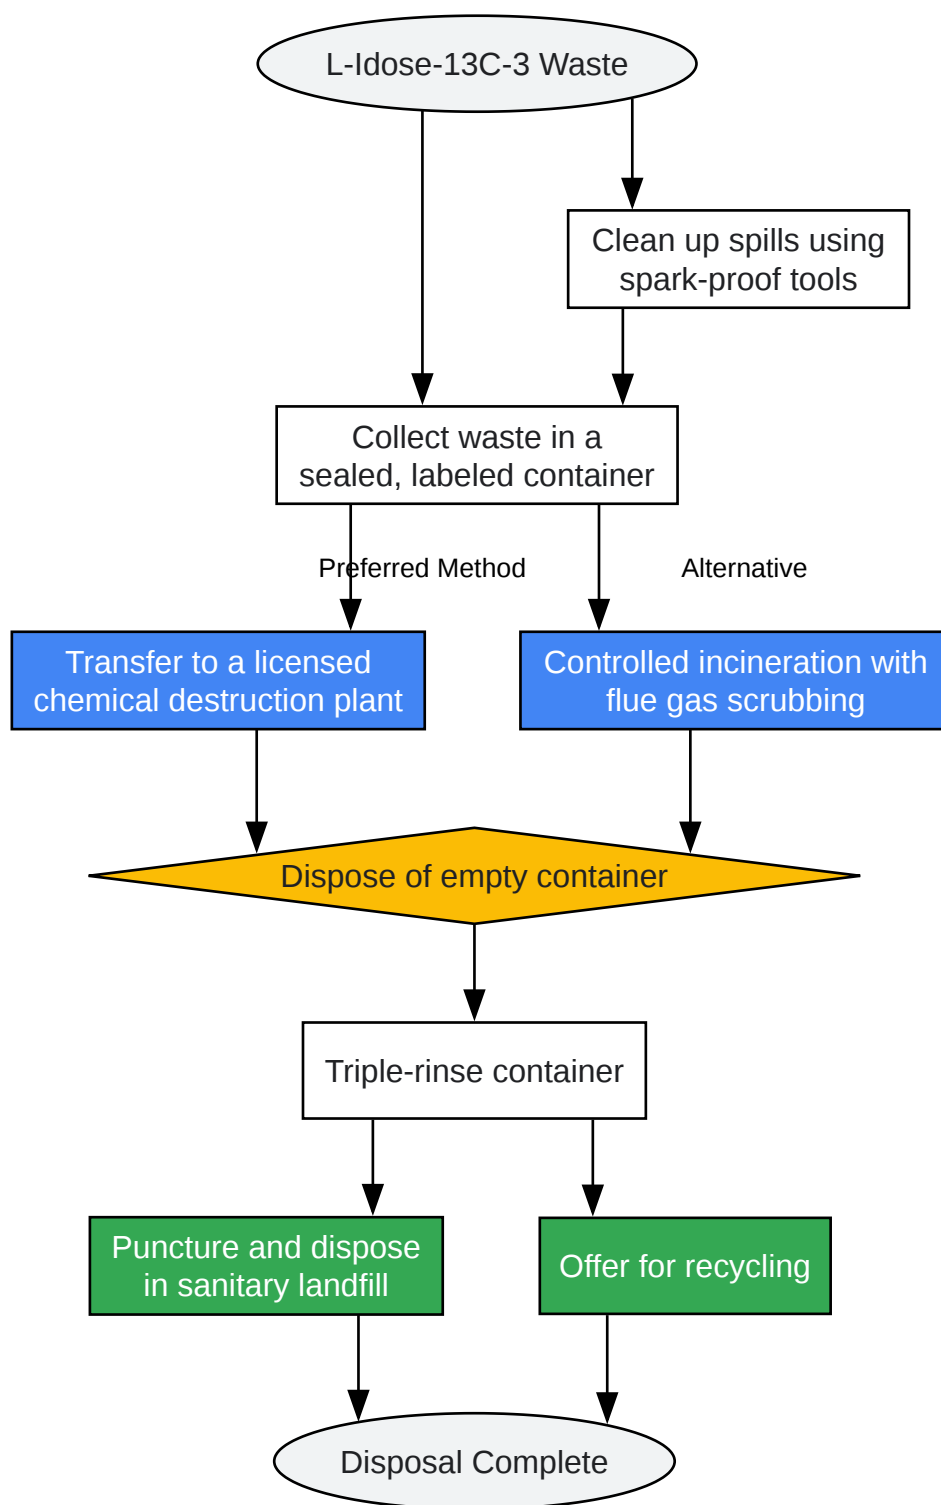 L-Idose-13C-3 Waste
Clean up spills using
spark-proof tools
Collect waste in a
sealed, labeled container
Preferred Method
Alternative
Transfer to a licensed
chemical destruction plant
Controlled incineration with
flue gas scrubbing
Dispose of empty container
Triple-rinse container
Puncture and dispose
in sanitary landfill
Offer for recycling
Disposal Complete